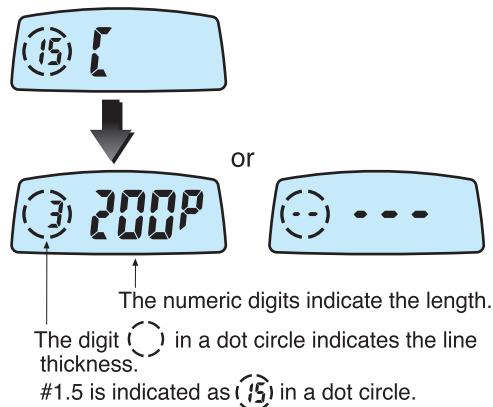 15 [
or
3 200P
-- ---
The numeric digits indicate the length.
The digit in a dot circle indicates the line
thickness.
#1.5 is indicated as 15 in a dot circle.